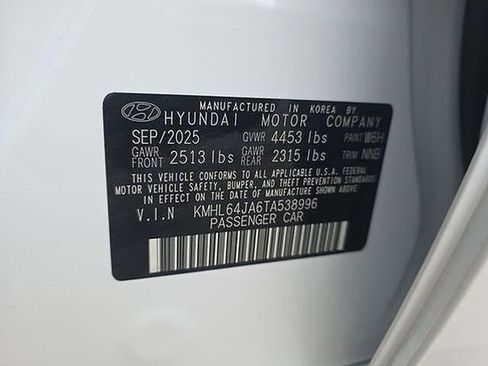 MANUFACTURED IN KOREA BY
HYUNDAI MOTOR COMPANY
SEP/2025 GVWR 4453 lbs PAINT W6H
GAWR FRONT 2513 lbs GAWR REAR 2315 lbs TRIM NNB
THIS VEHICLE CONFORMS TO ALL APPLICABLE U.S.A. FEDERAL
MOTOR VEHICLE SAFETY, BUMPER, AND THEFT PREVENTION STANDARDS
IN EFFECT ON THE DATE OF MANUFACTURE SHOWN ABOVE.
V.I.N KMHL64JA6TA538996
PASSENGER CAR